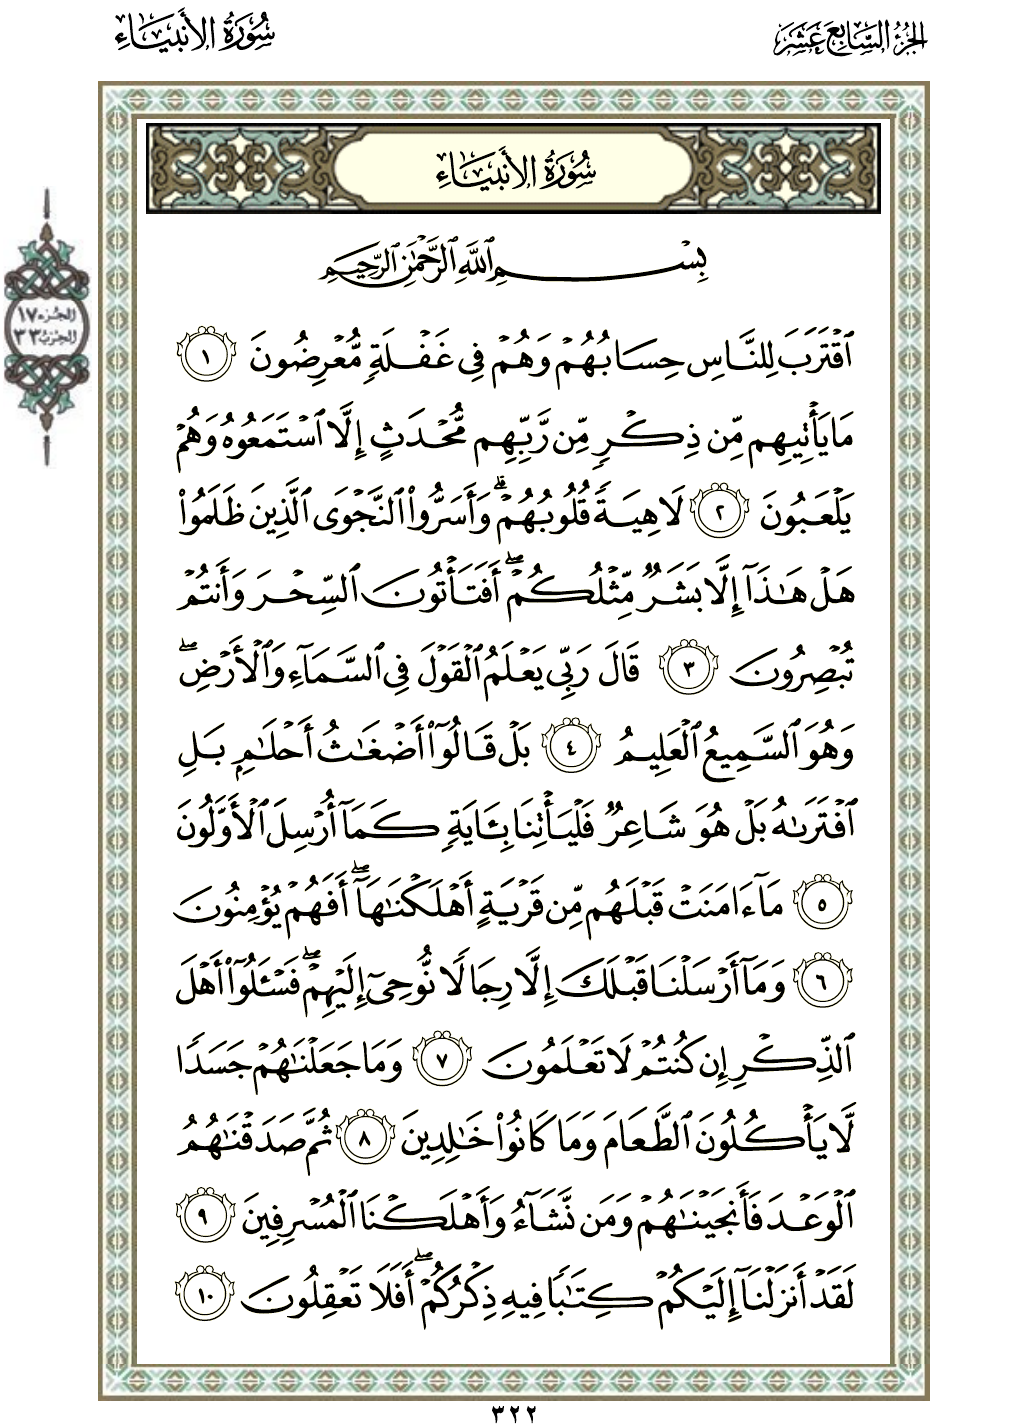 الجزء السابع عشر
سورة الأنبياء
سُورَةُ الأَنبيَاءِ
بِسْمِ ٱللَّهِ ٱلرَّحْمَٰنِ ٱلرَّحِيمِ
الجزء ١٧
الحزب ٣٣
ٱقْتَرَبَ لِلنَّاسِ حِسَابُهُمْ وَهُمْ فِى غَفْلَةٍ مُّعْرِضُونَ ١
مَا يَأْتِيهِم مِّن ذِكْرٍ مِّن رَّبِّهِم مُّحْدَثٍ إِلَّا ٱسْتَمَعُوهُ وَهُمْ
يَلْعَبُونَ ٢ لَاهِيَةً قُلُوبُهُمْ ۗ وَأَسَرُّوا۟ ٱلنَّجْوَى ٱلَّذِينَ ظَلَمُوا۟
هَلْ هَٰذَآ إِلَّا بَشَرٌ مِّثْلُكُمْ ۖ أَفَتَأْتُونَ ٱلسِّحْرَ وَأَنتُمْ
تُبْصِرُونَ ٣ قَالَ رَبِّى يَعْلَمُ ٱلْقَوْلَ فِى ٱلسَّمَآءِ وَٱلْأَرْضِ ۖ
وَهُوَ ٱلسَّمِيعُ ٱلْعَلِيمُ ٤ بَلْ قَالُوٓا۟ أَضْغَٰثُ أَحْلَٰمٍۭ بَلِ
ٱفْتَرَىٰهُ بَلْ هُوَ شَاعِرٌ فَلْيَأْتِنَا بِـَٔايَةٍ كَمَآ أُرْسِلَ ٱلْأَوَّلُونَ
٥ مَآ ءَامَنَتْ قَبْلَهُم مِّن قَرْيَةٍ أَهْلَكْنَٰهَآ ۖ أَفَهُمْ يُؤْمِنُونَ
٦ وَمَآ أَرْسَلْنَا قَبْلَكَ إِلَّا رِجَالًا نُّوحِىٓ إِلَيْهِمْ ۖ فَسْـَٔلُوٓا۟ أَهْلَ
ٱلذِّكْرِ إِن كُنتُمْ لَا تَعْلَمُونَ ٧ وَمَا جَعَلْنَٰهُمْ جَسَدًا
لَّا يَأْكُلُونَ ٱلطَّعَامَ وَمَا كَانُوا۟ خَٰلِدِينَ ٨ ثُمَّ صَدَقْنَٰهُمُ
ٱلْوَعْدَ فَأَنجَيْنَٰهُمْ وَمَن نَّشَآءُ وَأَهْلَكْنَا ٱلْمُسْرِفِينَ ٩
لَقَدْ أَنزَلْنَآ إِلَيْكُمْ كِتَٰبًا فِيهِ ذِكْرُكُمْ ۖ أَفَلَا تَعْقِلُونَ ١٠
٣٢٢